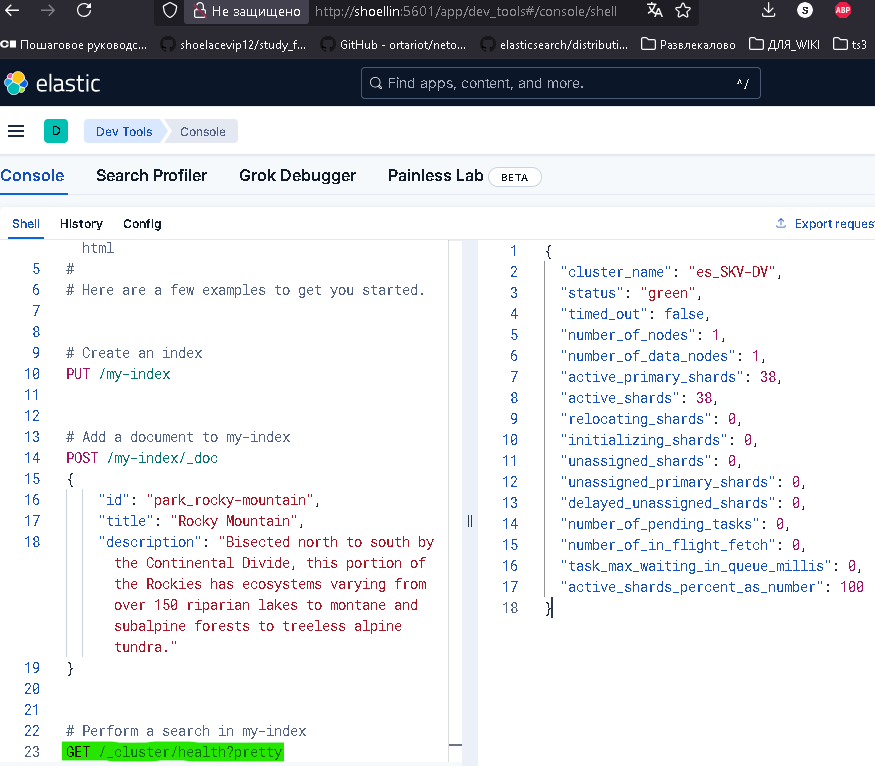 Не защищено
http://shoellin:5601/app/dev_tools#/console/shell
S
ABP
Пошаговое руководс...
shoelacevip12/study_f...
GitHub - ortariot/neto...
elasticsearch/distributi...
Развлекалово
ДЛЯ_WIKI
ts3
elastic
Find apps, content, and more.
^/
D
Dev Tools
Console
Console
Search Profiler
Grok Debugger
Painless Lab
BETA
Shell
History
Config
Export reques
html
5 #
6 # Here are a few examples to get you started.
7
8
9 # Create an index
10 PUT /my-index
11
12
13 # Add a document to my-index
14 POST /my-index/_doc
15 {
16 "id": "park_rocky-mountain",
17 "title": "Rocky Mountain",
18 "description": "Bisected north to south by
the Continental Divide, this portion of
the Rockies has ecosystems varying from
over 150 riparian lakes to montane and
subalpine forests to treeless alpine
tundra."
19 }
20
21
22 # Perform a search in my-index
23 GET /_cluster/health?pretty
1 {
2 "cluster_name": "es_SKV-DV",
3 "status": "green",
4 "timed_out": false,
5 "number_of_nodes": 1,
6 "number_of_data_nodes": 1,
7 "active_primary_shards": 38,
8 "active_shards": 38,
9 "relocating_shards": 0,
10 "initializing_shards": 0,
11 "unassigned_shards": 0,
12 "unassigned_primary_shards": 0,
13 "delayed_unassigned_shards": 0,
14 "number_of_pending_tasks": 0,
15 "number_of_in_flight_fetch": 0,
16 "task_max_waiting_in_queue_millis": 0,
17 "active_shards_percent_as_number": 100
18 }